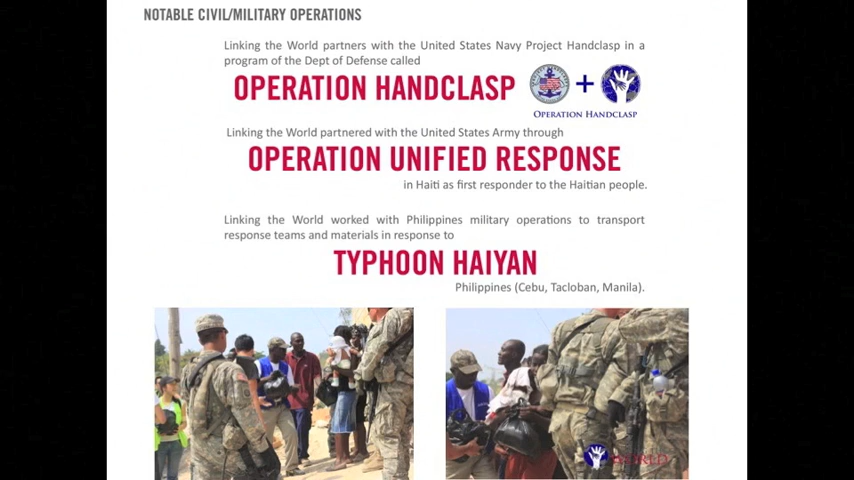 NOTABLE CIVIL/MILITARY OPERATIONS
Linking the World partners with the United States Navy Project Handclasp in a
program of the Dept of Defense called
OPERATION HANDCLASP
OPERATION HANDCLASP
Linking the World partnered with the United States Army through
OPERATION UNIFIED RESPONSE
in Haiti as first responder to the Haitian people.
Linking the World worked with Philippines military operations to transport
response teams and materials in response to
TYPHOON HAIYAN
Philippines (Cebu, Tacloban, Manila).
WORLD